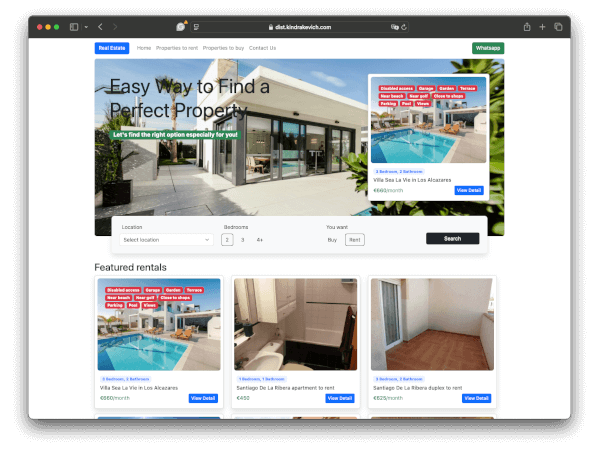 dist.kindrakevich.com
Real Estate Home Properties to rent Properties to buy Contact Us Whatsapp
Easy Way to Find a
Perfect Property
Let's find the right option especially for you!
Disabled access Garage Garden Terrace
Near beach Near golf Close to shops
Parking Pool Views
3 Bedroom, 2 Bathroom
Villa Sea La Vie in Los Alcazares
€660/month View Detail
Location Bedrooms You want
Select location 2 3 4+ Buy Rent Search
Featured rentals
Disabled access Garage Garden Terrace
Near beach Near golf Close to shops
Parking Pool Views
3 Bedroom, 2 Bathroom
Villa Sea La Vie in Los Alcazares
€660/month View Detail
1 Bedroom, 1 Bathroom
Santiago De La Ribera apartment to rent
€450 View Detail
2 Bedroom, 2 Bathroom
Santiago De La Ribera duplex to rent
€625/month View Detail